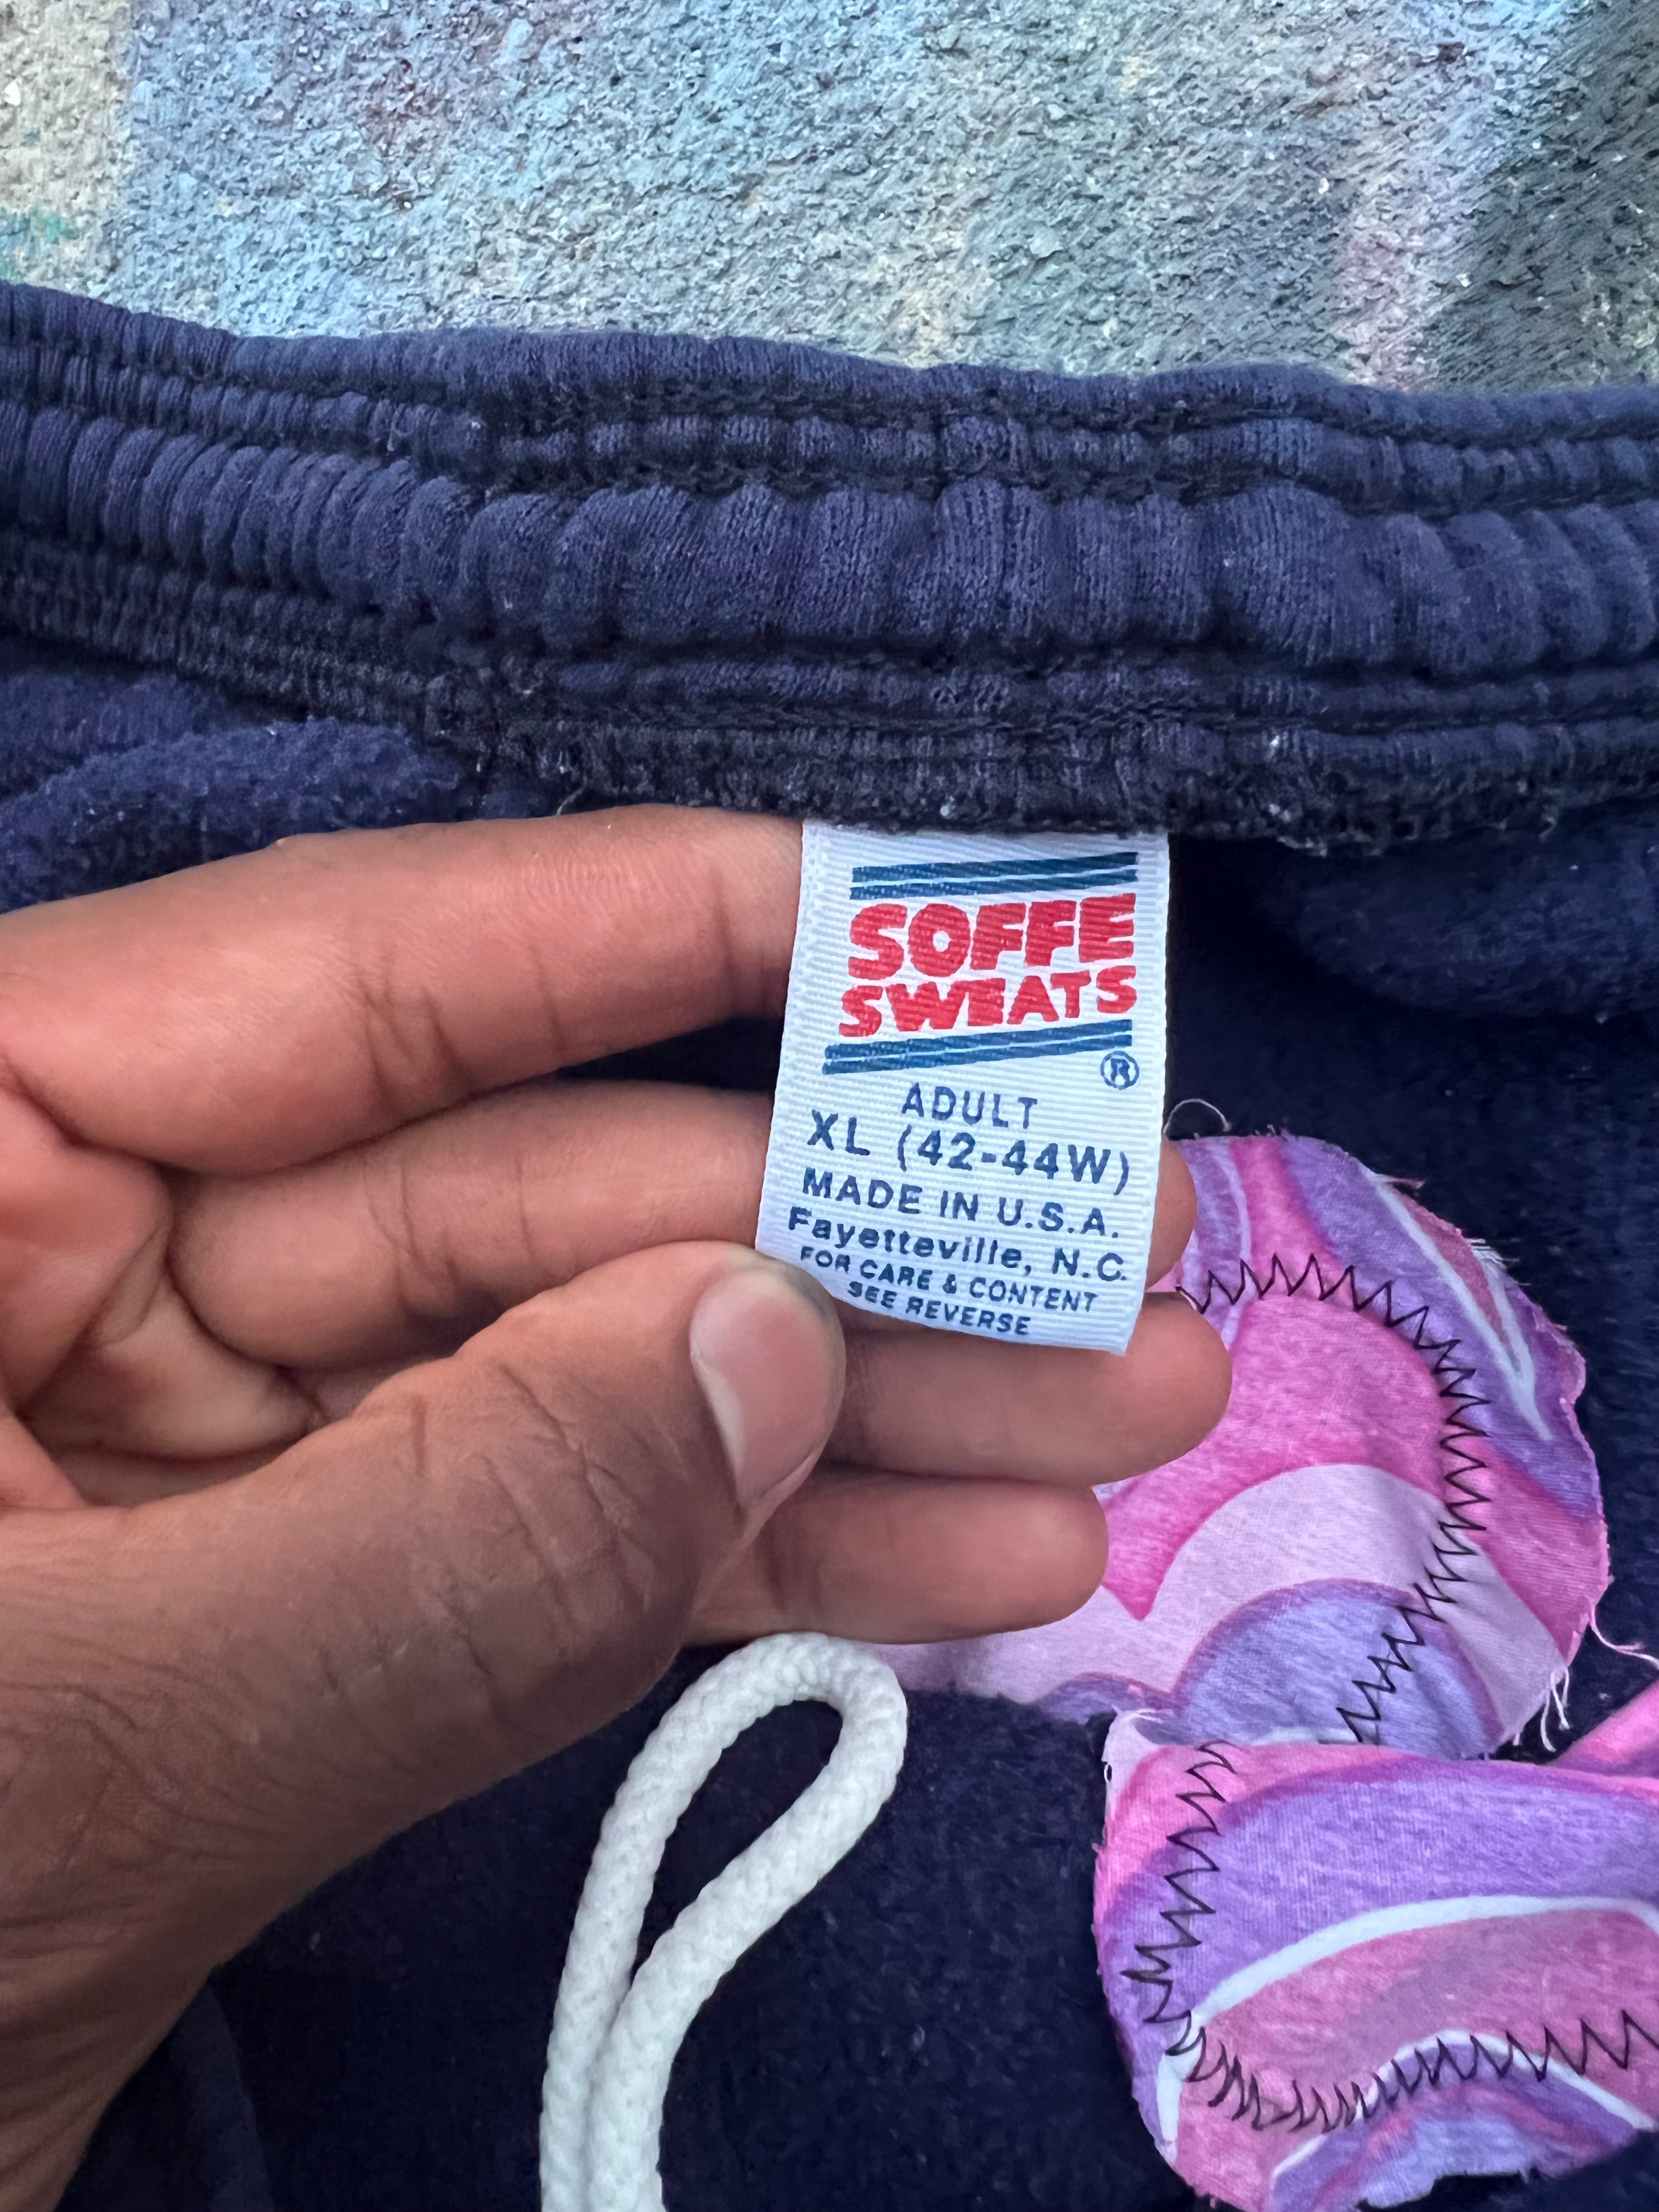 SOFFE
SWEATS
®
ADULT
XL (42-44W)
MADE IN U.S.A.
Fayetteville, N.C.
FOR CARE & CONTENT
SEE REVERSE